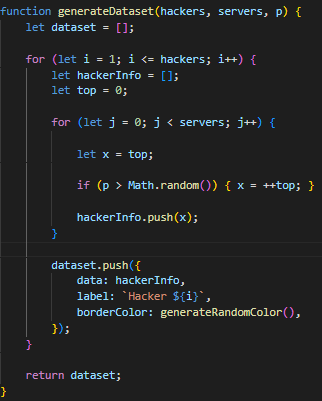 function generateDataset(hackers, servers, p) {
    let dataset = [];

    for (let i = 1; i <= hackers; i++) {
        let hackerInfo = [];
        let top = 0;

        for (let j = 0; j < servers; j++) {

            let x = top;

            if (p > Math.random()) { x = ++top; }

            hackerInfo.push(x);
        }

        dataset.push({
            data: hackerInfo,
            label: `Hacker ${i}`,
            borderColor: generateRandomColor(),
        });
    }

    return dataset;
}